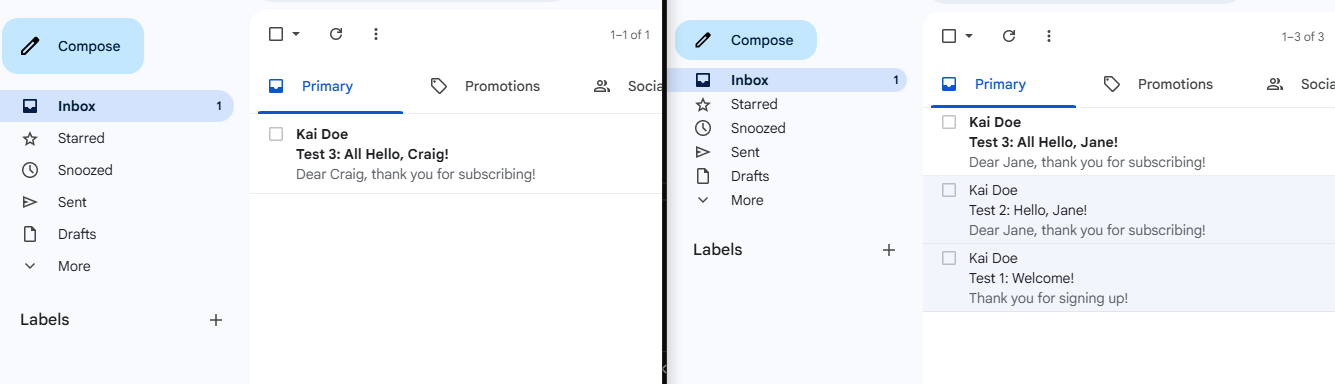 Compose
1–1 of 1
Inbox 1
Primary Promotions Socia
Starred
Snoozed
Sent
Drafts
More
Labels
Kai Doe
Test 3: All Hello, Craig!
Dear Craig, thank you for subscribing!
Compose
1–3 of 3
Inbox 1
Primary Promotions Socia
Starred
Snoozed
Sent
Drafts
More
Labels
Kai Doe
Test 3: All Hello, Jane!
Dear Jane, thank you for subscribing!
Kai Doe
Test 2: Hello, Jane!
Dear Jane, thank you for subscribing!
Kai Doe
Test 1: Welcome!
Thank you for signing up!